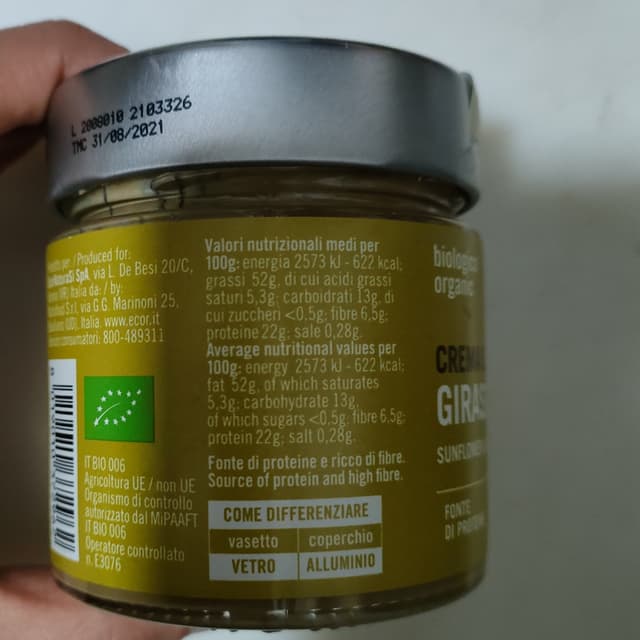 L 2008010 2103326
TMC 31/08/2021
per / Produced for:
NaturaSì SpA, via L. De Besi 20/C,
Italia da: / by:
S.r.l. via G.G. Marinoni 25,
Italia. www.ecor.it
consumatori: 800-489311
IT BIO 006
Agricoltura UE / non UE
Organismo di controllo
autorizzato dal MiPAAFT
IT BIO 006
Operatore controllato
n. E3076
Valori nutrizionali medi per
100g: energia 2573 kJ - 622 kcal;
grassi 52g, di cui acidi grassi
saturi 5,3g; carboidrati 13g, di
cui zuccheri <0,5g; fibre 6,5g;
proteine 22g; sale 0,28g.
Average nutritional values per
100g: energy 2573 kJ - 622 kcal;
fat 52g, of which saturates
5,3g; carbohydrate 13g,
of which sugars <0,5g; fibre 6,5g;
protein 22g; salt 0,28g.
Fonte di proteine e ricco di fibre.
Source of protein and high fibre.
COME DIFFERENZIARE
vasetto coperchio
VETRO ALLUMINIO
organic
FONTE